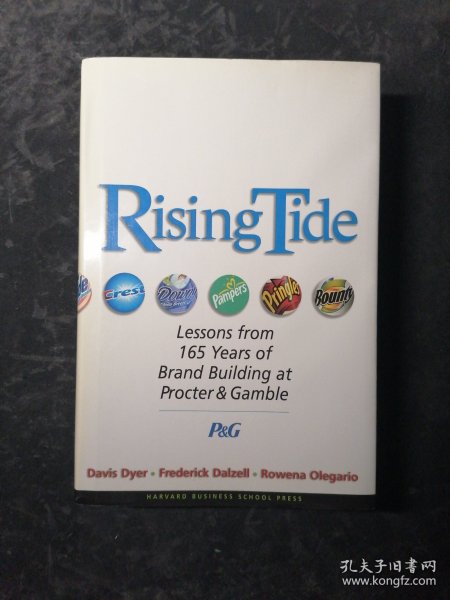 Rising Tide
Crest Downy Pampers Pringles Bounty
Lessons from
165 Years of
Brand Building at
Procter & Gamble
P&G
Davis Dyer • Frederick Dalzell • Rowena Olegario
HARVARD BUSINESS SCHOOL PRESS
孔夫子旧书网
www.kongfz.com